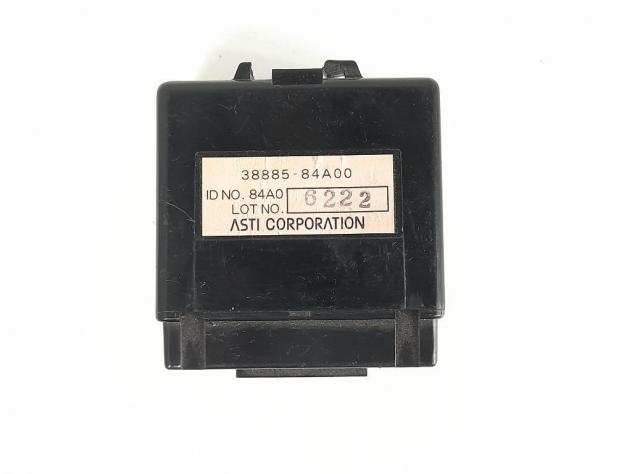 38885-84A00
ID NO. 84A0
LOT NO. 6222
ASTI CORPORATION